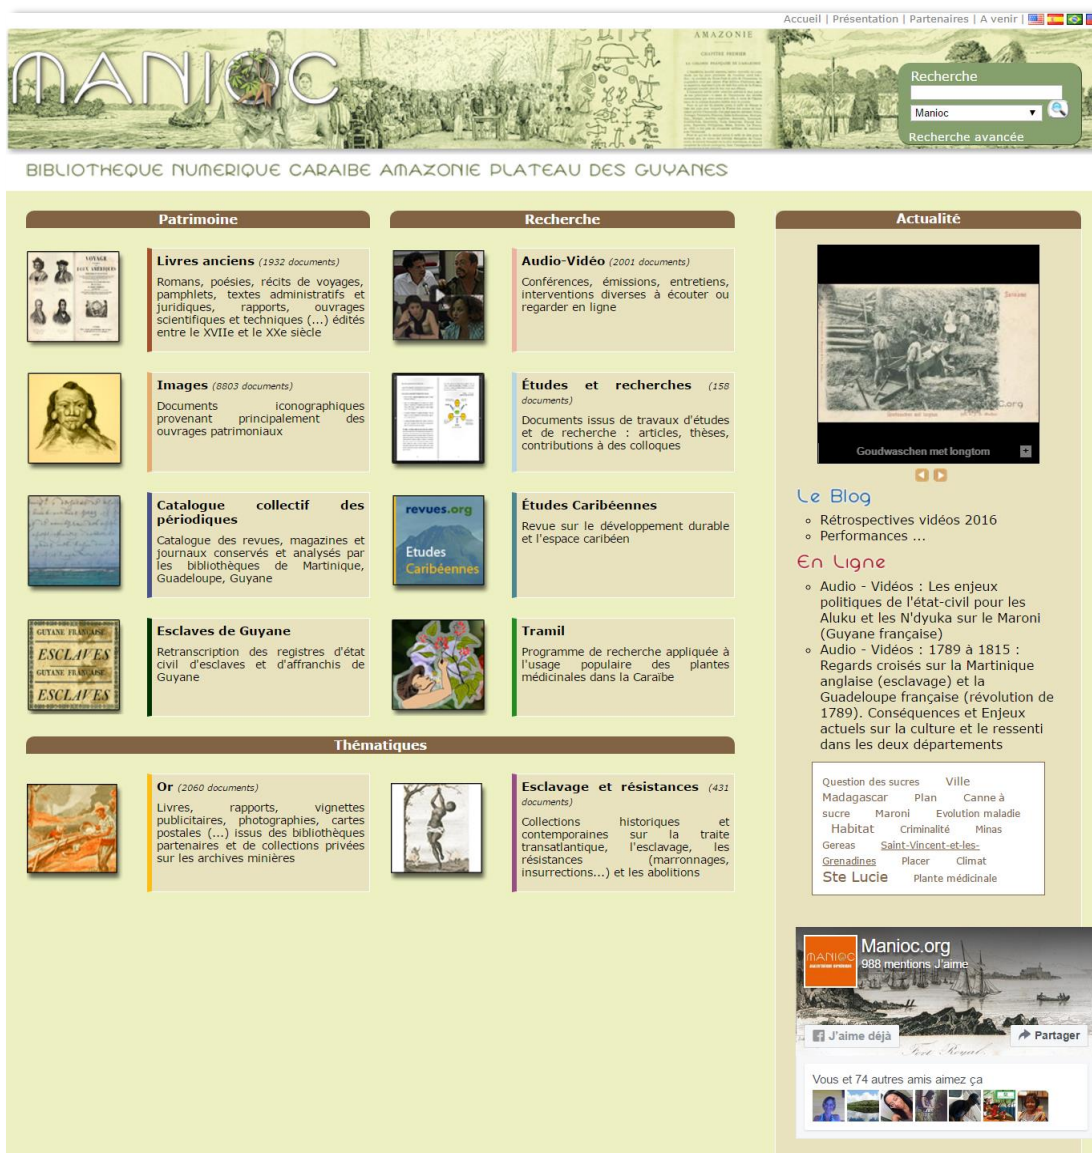 Accueil | Présentation | Partenaires | A venir |
MANIOC
AMAZONIE
CHAPITRE PREMIER
Recherche
Manioc
Recherche avancée
BIBLIOTHEQUE NUMERIQUE CARAIBE AMAZONIE PLATEAU DES GUYANES
Patrimoine
Livres anciens (1932 documents)
Romans, poésies, récits de voyages,
pamphlets, textes administratifs et
juridiques, rapports, ouvrages
scientifiques et techniques (...) édités
entre le XVIIe et le XXe siècle
Images (8803 documents)
Documents iconographiques
provenant principalement des
ouvrages patrimoniaux
Catalogue collectif des
périodiques
Catalogue des revues, magazines et
journaux conservés et analysés par
les bibliothèques de Martinique,
Guadeloupe, Guyane
GUYANE FRANÇAISE
ESCLAVES
GUYANE FRANÇAISE
ESCLAVES
Esclaves de Guyane
Retranscription des registres d'état
civil d'esclaves et d'affranchis de
Guyane
Recherche
Audio-Vidéo (2001 documents)
Conférences, émissions, entretiens,
interventions diverses à écouter ou
regarder en ligne
Études et recherches (158
documents)
Documents issus de travaux d'études
et de recherche : articles, thèses,
contributions à des colloques
revues.org
Etudes
Caribéennes
Études Caribéennes
Revue sur le développement durable
et l'espace caribéen
Tramil
Programme de recherche appliquée à
l'usage populaire des plantes
médicinales dans la Caraïbe
Thématiques
Or (2060 documents)
Livres, rapports, vignettes
publicitaires, photographies, cartes
postales (...) issus des bibliothèques
partenaires et de collections privées
sur les archives minières
Esclavage et résistances (431
documents)
Collections historiques et
contemporaines sur la traite
transatlantique, l'esclavage, les
résistances (marronnages,
insurrections...) et les abolitions
Actualité
Goudwaschen met longtom
Le Blog
Rétrospectives vidéos 2016
Performances ...
En Ligne
Audio - Vidéos : Les enjeux
politiques de l'état-civil pour les
Aluku et les N'dyuka sur le Maroni
(Guyane française)
Audio - Vidéos : 1789 à 1815 :
Regards croisés sur la Martinique
anglaise (esclavage) et la
Guadeloupe française (révolution de
1789). Conséquences et Enjeux
actuels sur la culture et le ressenti
dans les deux départements
Question des sucres Ville
Madagascar Plan Canne à
sucre Maroni Evolution maladie
Habitat Criminalité Minas
Gereas Saint-Vincent-et-les-
Grenadines Placer Climat
Ste Lucie Plante médicinale
MANIOC
Manioc.org
988 mentions J'aime
J'aime déjà
Partager
Fort Royal
Vous et 74 autres amis aimez ça